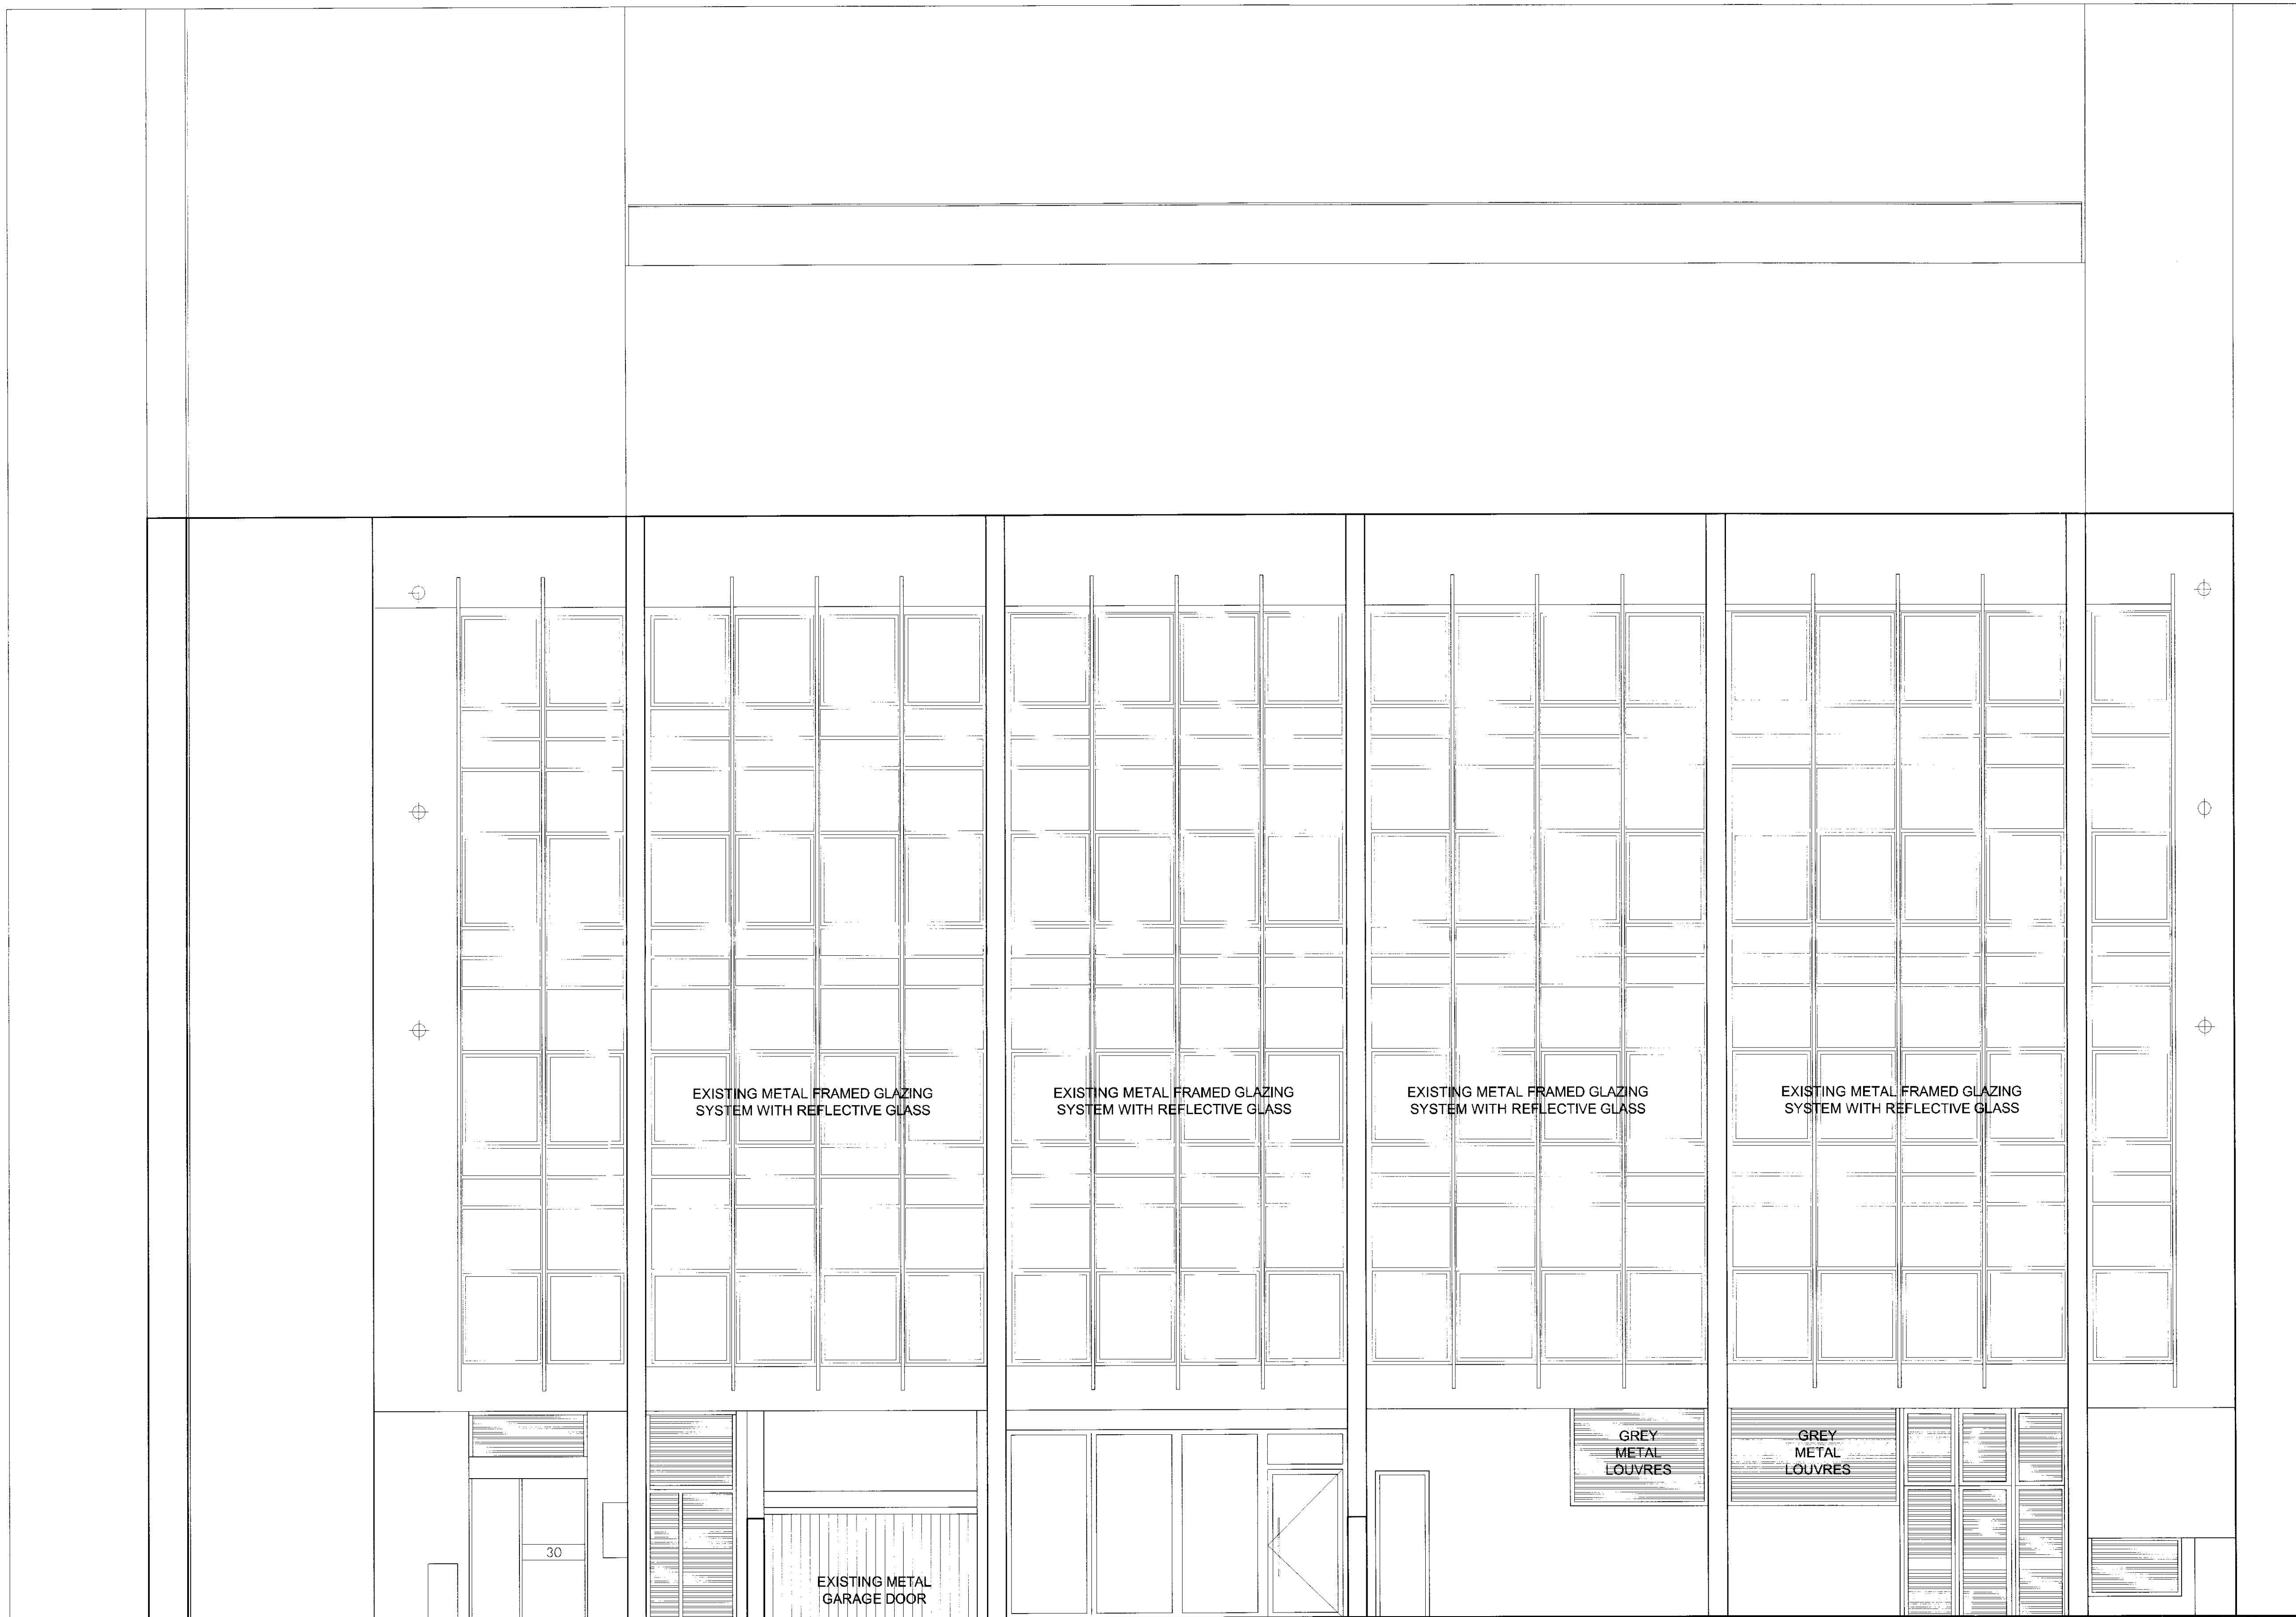 EXISTING METAL FRAMED GLAZING
SYSTEM WITH REFLECTIVE GLASS
EXISTING METAL FRAMED GLAZING
SYSTEM WITH REFLECTIVE GLASS
EXISTING METAL FRAMED GLAZING
SYSTEM WITH REFLECTIVE GLASS
EXISTING METAL FRAMED GLAZING
SYSTEM WITH REFLECTIVE GLASS
GREY
METAL
LOUVRES
GREY
METAL
LOUVRES
30
EXISTING METAL
GARAGE DOOR